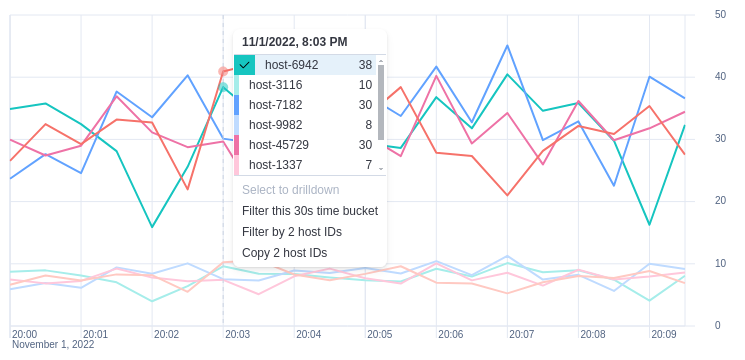 50
40
30
20
10
0
11/1/2022, 8:03 PM
host-6942 38
host-3116 10
host-7182 30
host-9982 8
host-45729 30
host-1337 7
Select to drilldown
Filter this 30s time bucket
Filter by 2 host IDs
Copy 2 host IDs
20:00 20:01 20:02 20:03 20:04 20:05 20:06 20:07 20:08 20:09
November 1, 2022